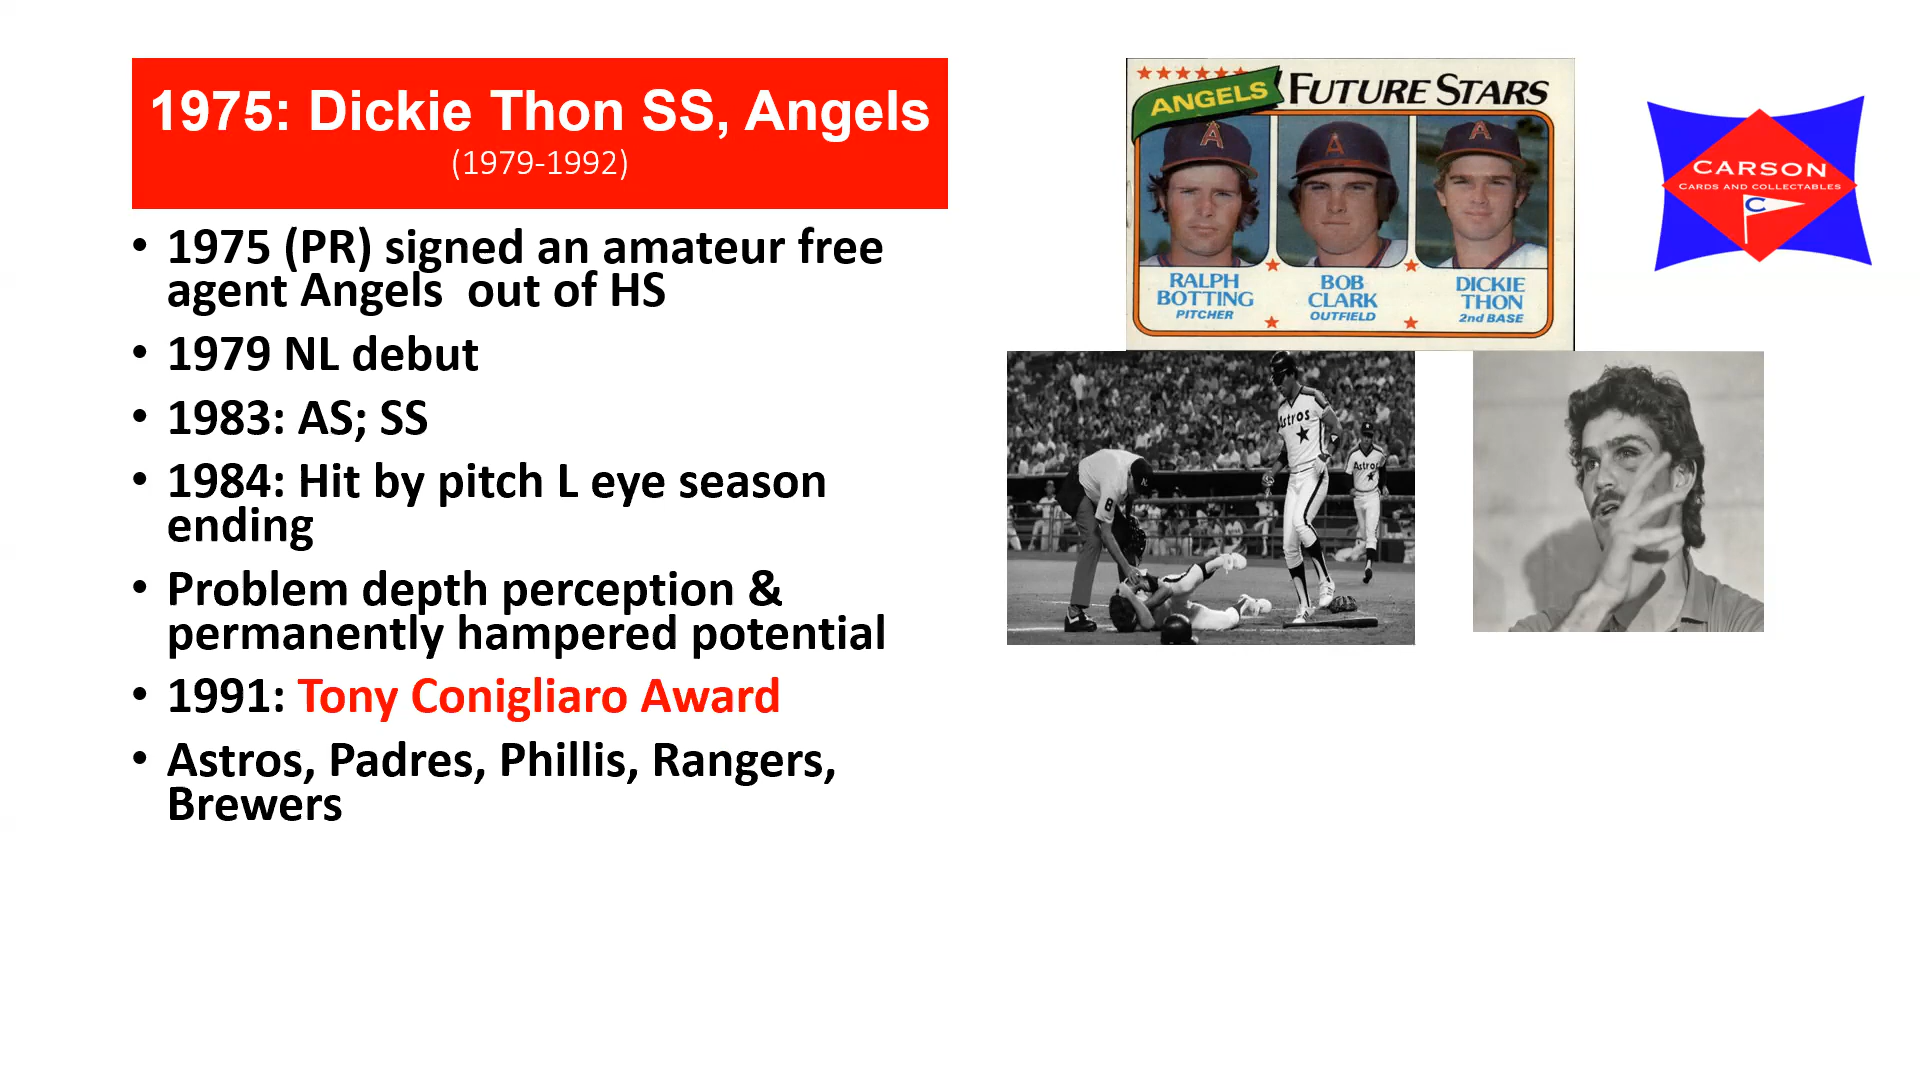 1975: Dickie Thon SS, Angels
(1979-1992)
• 1975 (PR) signed an amateur free
agent Angels  out of HS
• 1979 NL debut
• 1983: AS; SS
• 1984: Hit by pitch L eye season
ending
• Problem depth perception &
permanently hampered potential
• 1991: Tony Conigliaro Award
• Astros, Padres, Phillis, Rangers,
Brewers
ANGELS
FUTURE STARS
A
A
A
RALPH
BOTTING
PITCHER
BOB
CLARK
OUTFIELD
DICKIE
THON
2nd BASE
CARSON
CARDS AND COLLECTABLES
C
Astros
Astros
8